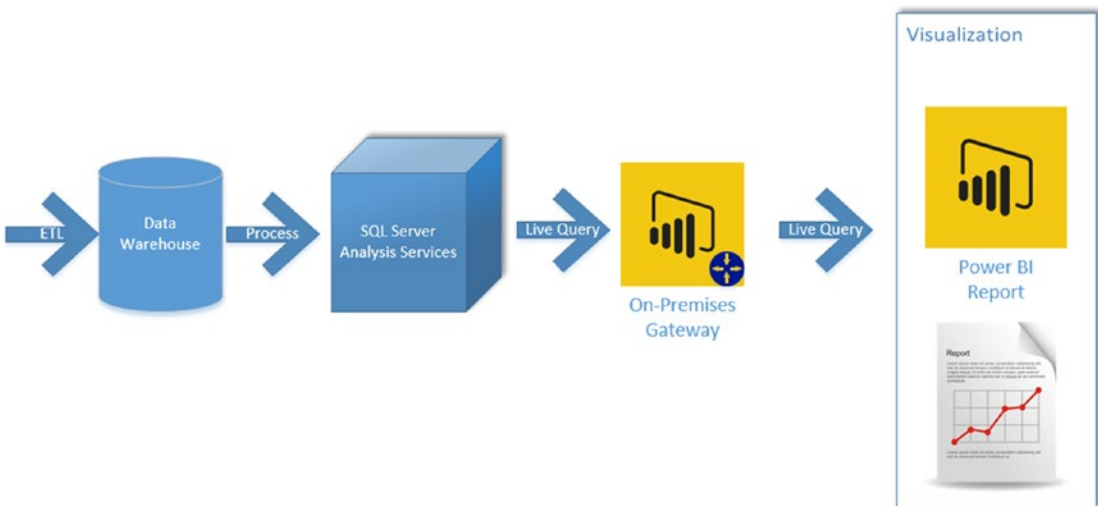 Visualization
ETL
Data
Warehouse
Process
SQL Server
Analysis Services
Live Query
On-Premises
Gateway
Live Query
Power BI
Report
Report